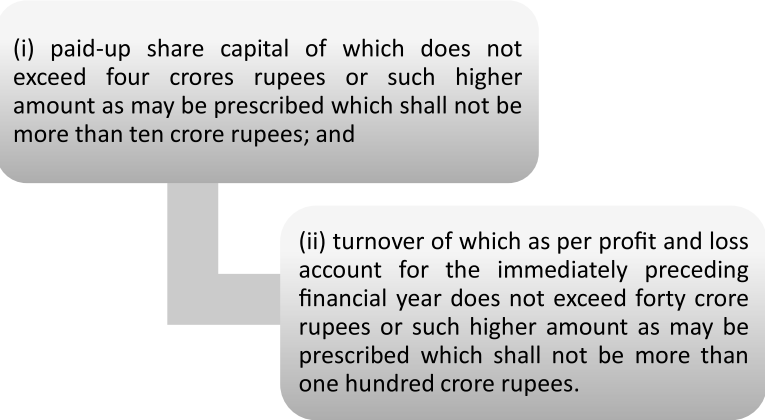 (i) paid-up share capital of which does not
exceed four crores rupees or such higher
amount as may be prescribed which shall not be
more than ten crore rupees; and
(ii) turnover of which as per profit and loss
account for the immediately preceding
financial year does not exceed forty crore
rupees or such higher amount as may be
prescribed which shall not be more than
one hundred crore rupees.